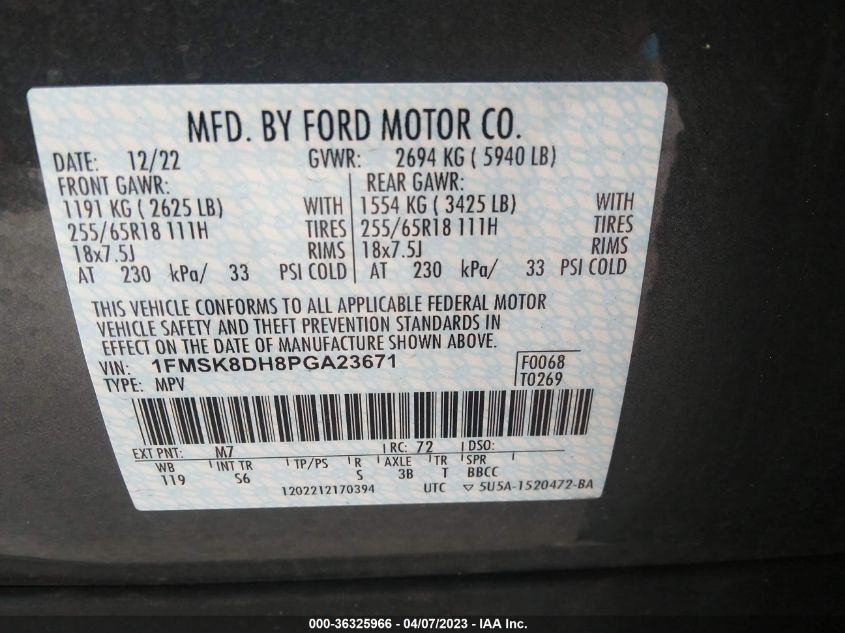 MFD. BY FORD MOTOR CO.
DATE: 12/22 GVWR: 2694 KG ( 5940 LB)
FRONT GAWR: REAR GAWR:
1191 KG ( 2625 LB) WITH 1554 KG ( 3425 LB) WITH
255/65R18 111H TIRES 255/65R18 111H TIRES
18x7.5J RIMS 18x7.5J RIMS
AT 230 kPa/ 33 PSI COLD AT 230 kPa/ 33 PSI COLD
THIS VEHICLE CONFORMS TO ALL APPLICABLE FEDERAL MOTOR
VEHICLE SAFETY AND THEFT PREVENTION STANDARDS IN
EFFECT ON THE DATE OF MANUFACTURE SHOWN ABOVE.
VIN: 1FMSK8DH8PGA23671 F0068
TYPE: MPV T0269
EXT PNT: M7 RC: 72 DSO:
WB INT TR TP/PS R AXLE TR SPR
119 S6 S 3B T BBCC
1202212170394 UTC ▽ 5U5A-1520472-BA
000-36325966 - 04/07/2023 - IAA Inc.